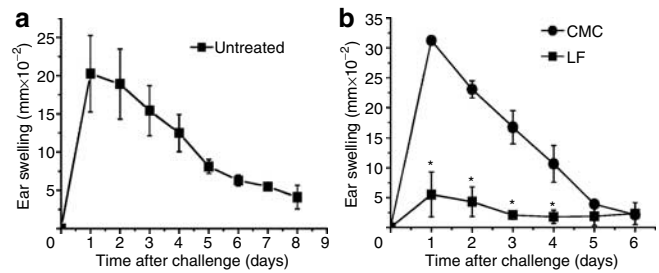 a
Untreated
Ear swelling (mm×10⁻²)
25
20
15
10
5
0
1 2 3 4 5 6 7 8 9
Time after challenge (days)
b
CMC
LF
Ear swelling (mm×10⁻²)
35
30
25
20
15
10
5
0
* * * *
1 2 3 4 5 6
Time after challenge (days)